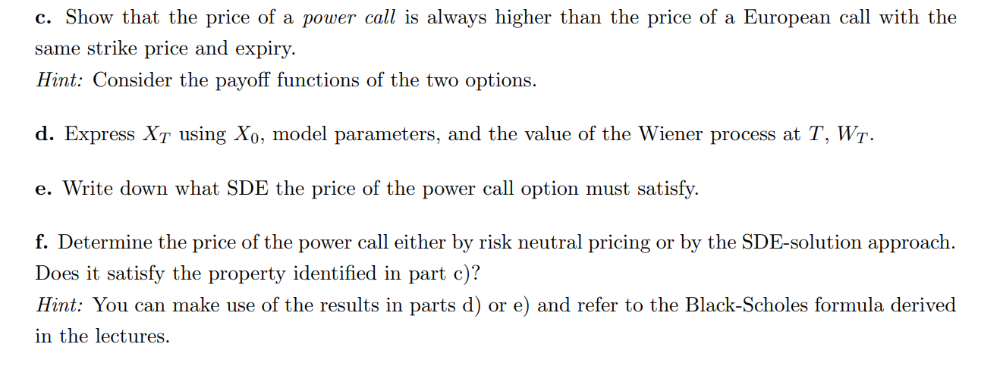 c. Show that the price of a power call is always higher than the price of a European call with the
same strike price and expiry.
Hint: Consider the payoff functions of the two options.
d. Express X_T using X_0, model parameters, and the value of the Wiener process at T, W_T.
e. Write down what SDE the price of the power call option must satisfy.
f. Determine the price of the power call either by risk neutral pricing or by the SDE-solution approach.
Does it satisfy the property identified in part c)?
Hint: You can make use of the results in parts d) or e) and refer to the Black-Scholes formula derived
in the lectures.